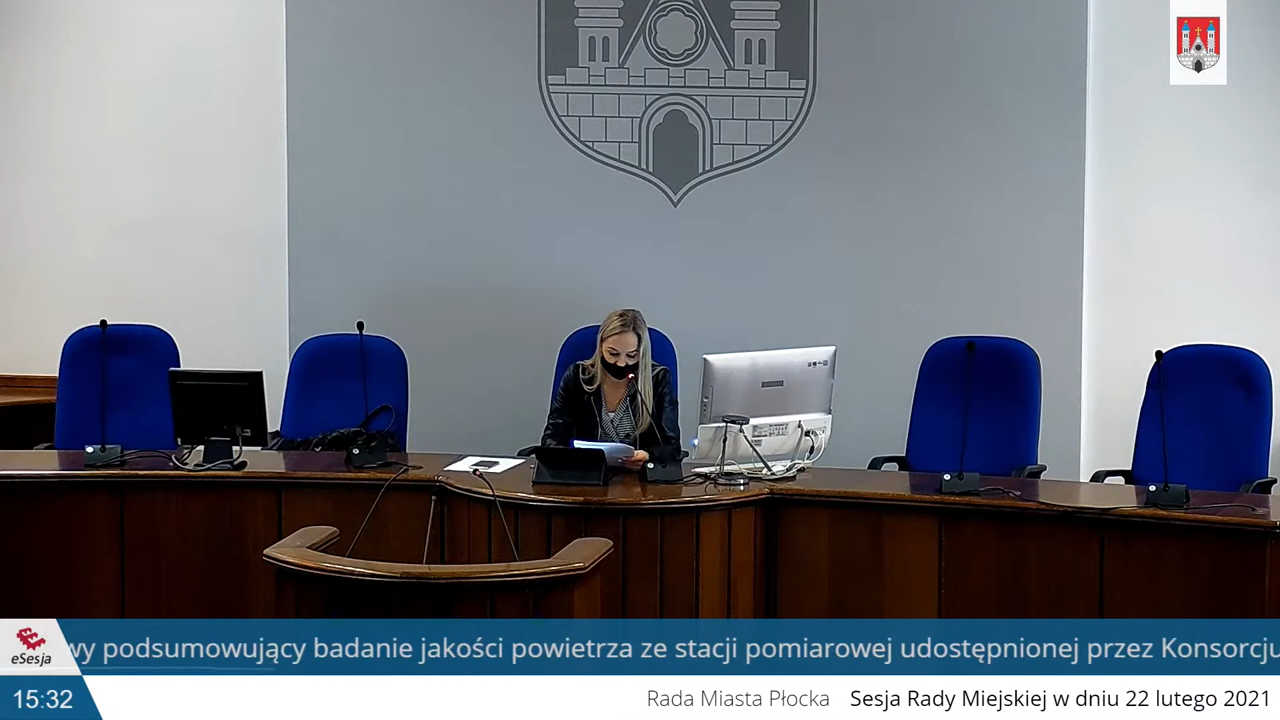 wy podsumowujący badanie jakości powietrza ze stacji pomiarowej udostępnionej przez Konsorcju
eSesja
15:32
Rada Miasta Płocka Sesja Rady Miejskiej w dniu 22 lutego 2021